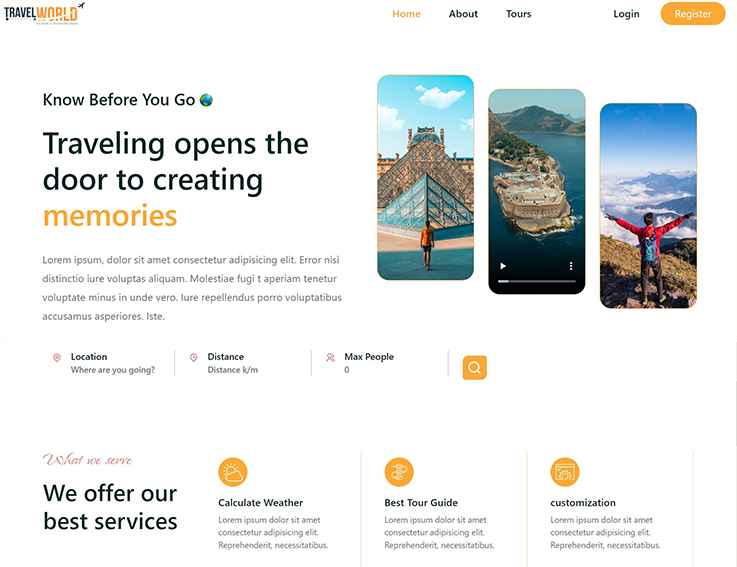 TRAVEL WORLD
Home About Tours Login Register
Know Before You Go
Traveling opens the
door to creating
memories
Lorem ipsum, dolor sit amet consectetur adipisicing elit. Error nisi
distinctio iure voluptas aliquam. Molestiae fugi t aperiam tenetur
voluptate minus in unde vero. Iure repellendus porro voluptatibus
accusamus asperiores. Iste.
Location
Where are you going?
Distance
Distance k/m
Max People
0
What we serve
We offer our
best services
Calculate Weather
Lorem ipsum dolor sit amet
consectetur adipisicing elit.
Reprehenderit, necessitatibus.
Best Tour Guide
Lorem ipsum dolor sit amet
consectetur adipisicing elit.
Reprehenderit, necessitatibus.
customization
Lorem ipsum dolor sit amet
consectetur adipisicing elit.
Reprehenderit, necessitatibus.